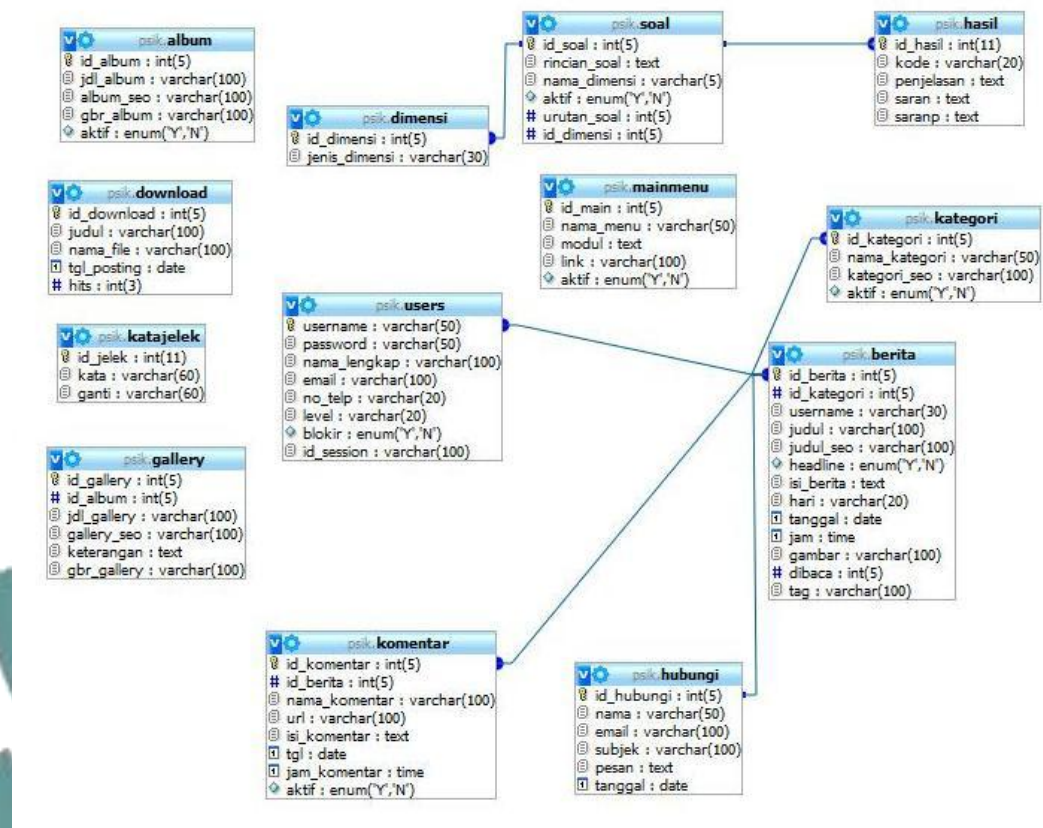 psik.album
id_album : int(5)
jdl_album : varchar(100)
album_seo : varchar(100)
gbr_album : varchar(100)
aktif : enum('Y','N')
psik.soal
id_soal : int(5)
rincian_soal : text
nama_dimensi : varchar(5)
aktif : enum('Y','N')
urutan_soal : int(5)
id_dimensi : int(5)
psik.hasil
id_hasil : int(11)
kode : varchar(20)
penjelasan : text
saran : text
saranp : text
psik.dimensi
id_dimensi : int(5)
jenis_dimensi : varchar(30)
psik.download
id_download : int(5)
judul : varchar(100)
nama_file : varchar(100)
tgl_posting : date
hits : int(3)
psik.mainmenu
id_main : int(5)
nama_menu : varchar(50)
modul : text
link : varchar(100)
aktif : enum('Y','N')
psik.kategori
id_kategori : int(5)
nama_kategori : varchar(50)
kategori_seo : varchar(100)
aktif : enum('Y','N')
psik.users
username : varchar(50)
password : varchar(50)
nama_lengkap : varchar(100)
email : varchar(100)
no_telp : varchar(20)
level : varchar(20)
blokir : enum('Y','N')
id_session : varchar(100)
psik.katajelek
id_jelek : int(11)
kata : varchar(60)
ganti : varchar(60)
psik.berita
id_berita : int(5)
id_kategori : int(5)
username : varchar(30)
judul : varchar(100)
judul_seo : varchar(100)
headline : enum('Y','N')
isi_berita : text
hari : varchar(20)
tanggal : date
jam : time
gambar : varchar(100)
dibaca : int(5)
tag : varchar(100)
psik.gallery
id_gallery : int(5)
id_album : int(5)
jdl_gallery : varchar(100)
gallery_seo : varchar(100)
keterangan : text
gbr_gallery : varchar(100)
psik.komentar
id_komentar : int(5)
id_berita : int(5)
nama_komentar : varchar(100)
url : varchar(100)
isi_komentar : text
tgl : date
jam_komentar : time
aktif : enum('Y','N')
psik.hubungi
id_hubungi : int(5)
nama : varchar(50)
email : varchar(100)
subjek : varchar(100)
pesan : text
tanggal : date